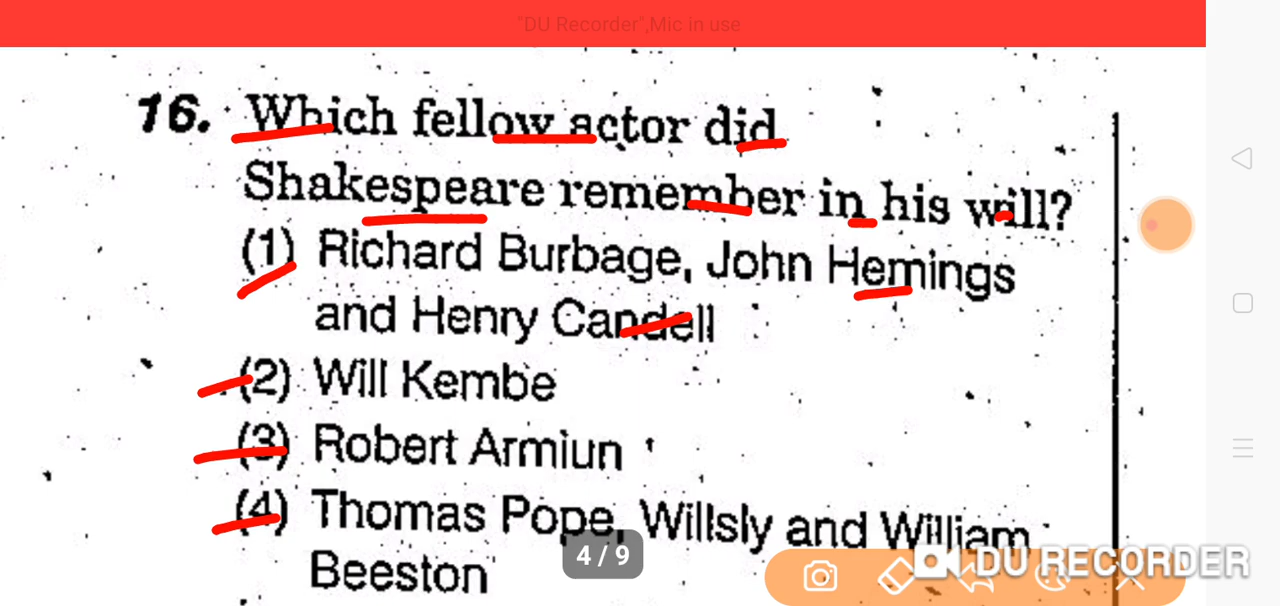 "DU Recorder",Mic in use
16. Which fellow actor did
Shakespeare remember in his will?
(1) Richard Burbage, John Hemings
and Henry Candell
(2) Will Kembe
(3) Robert Armiun
(4) Thomas Pope, Willsly and William
Beeston
4 / 9
DU RECORDER